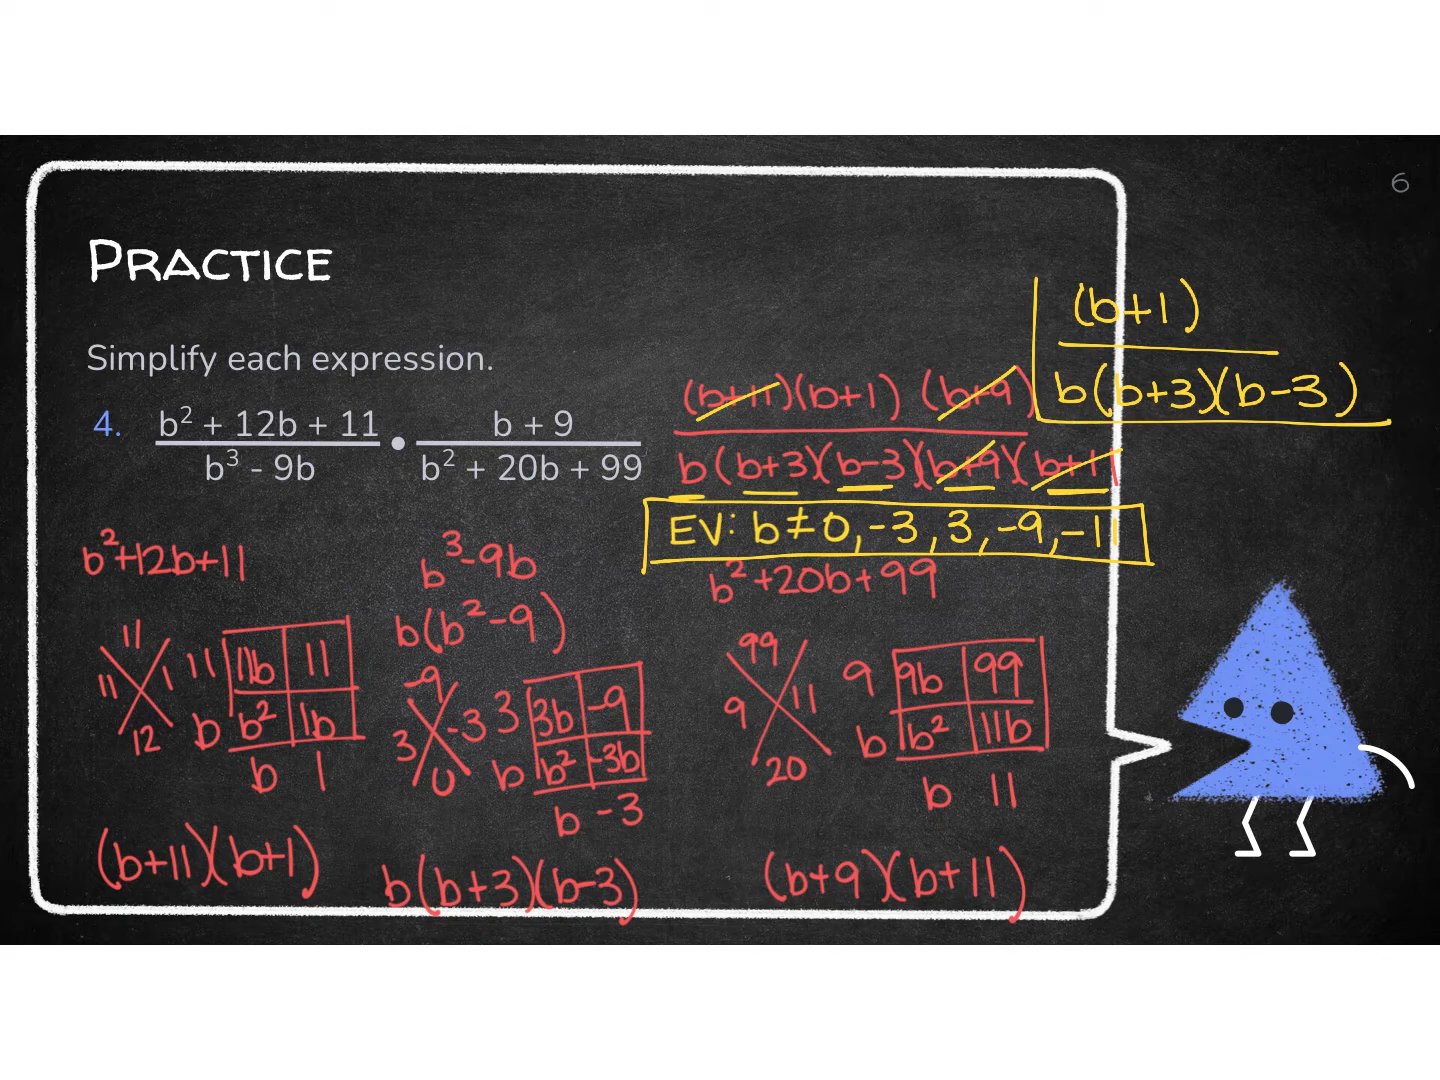 6
PRACTICE
Simplify each expression.
4. b² + 12b + 11 b + 9
b³ - 9b • b² + 20b + 99
(b+1)
b(b+3)(b-3)
(b+11)(b+1) (b+9)
b(b+3)(b-3)(b+9)(b+11
EV: b≠0,-3,3,-9,-11
b²+12b+11
11
11 1
12
11 11b 11
b b² 1b
b 1
(b+11)(b+1)
b³-9b
b(b²-9)
-9
3 -3
0
3 3b -9
b b² -3b
b -3
b(b+3)(b-3)
b²+20b+99
99
9 11
20
9 9b 99
b b² 11b
b 11
(b+9)(b+11)